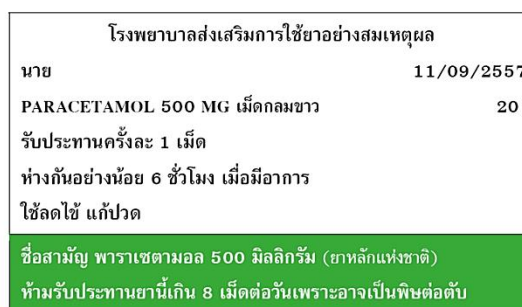 โรงพยาบาลส่งเสริมการใช้ยาอย่างสมเหตุผล
นาย 11/09/2557
PARACETAMOL 500 MG เม็ดกลมขาว 20
รับประทานครั้งละ 1 เม็ด
ห่างกันอย่างน้อย 6 ชั่วโมง เมื่อมีอาการ
ใช้ลดไข้ แก้ปวด
ชื่อสามัญ พาราเซตามอล 500 มิลลิกรัม (ยาหลักแห่งชาติ)
ห้ามรับประทานยานี้เกิน 8 เม็ดต่อวันเพราะอาจเป็นพิษต่อตับ